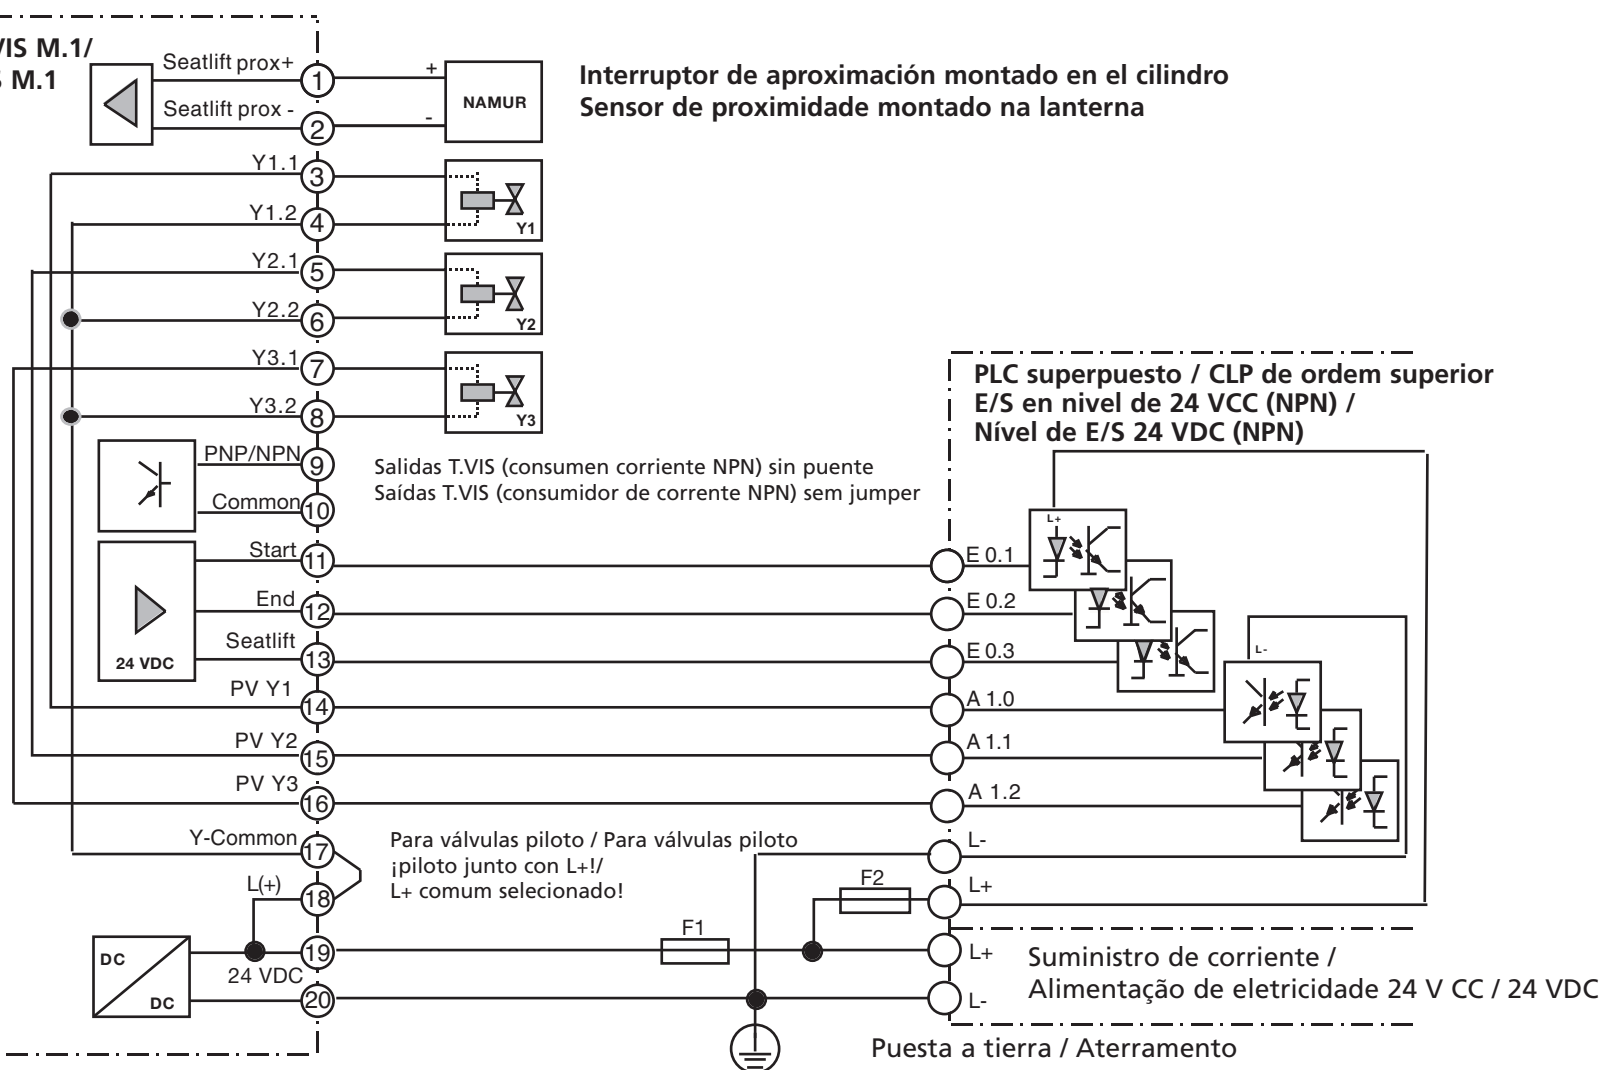 VIS M.1/
S M.1
Seatlift prox+
1
+
NAMUR
Interruptor de aproximación montado en el cilindro
Sensor de proximidade montado na lanterna
Seatlift prox -
2
-
Y1.1
3
Y1.2
4
Y1
Y2.1
5
Y2.2
6
Y2
Y3.1
7
Y3.2
8
Y3
PLC superpuesto / CLP de ordem superior
E/S en nivel de 24 VCC (NPN) /
Nível de E/S 24 VDC (NPN)
PNP/NPN
9
Common
10
Salidas T.VIS (consumen corriente NPN) sin puente
Saídas T.VIS (consumidor de corrente NPN) sem jumper
L+
Start
11
E 0.1
End
12
E 0.2
Seatlift
13
E 0.3
24 VDC
L-
PV Y1
14
A 1.0
PV Y2
15
A 1.1
PV Y3
16
A 1.2
Y-Common
17
Para válvulas piloto / Para válvulas piloto
¡piloto junto con L+!/
L+ comum selecionado!
L-
L(+)
18
F2
L+
DC
DC
19
F1
L+
24 VDC
20
L-
Suministro de corriente /
Alimentação de eletricidade 24 V CC / 24 VDC
Puesta a tierra / Aterramento